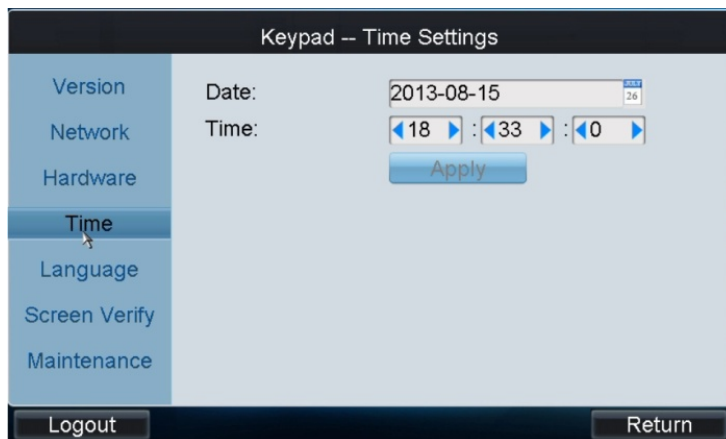 Keypad -- Time Settings
Version
Network
Hardware
Time
Language
Screen Verify
Maintenance
Date: 2013-08-15
Time: 18 : 33 : 0
Apply
Logout
Return